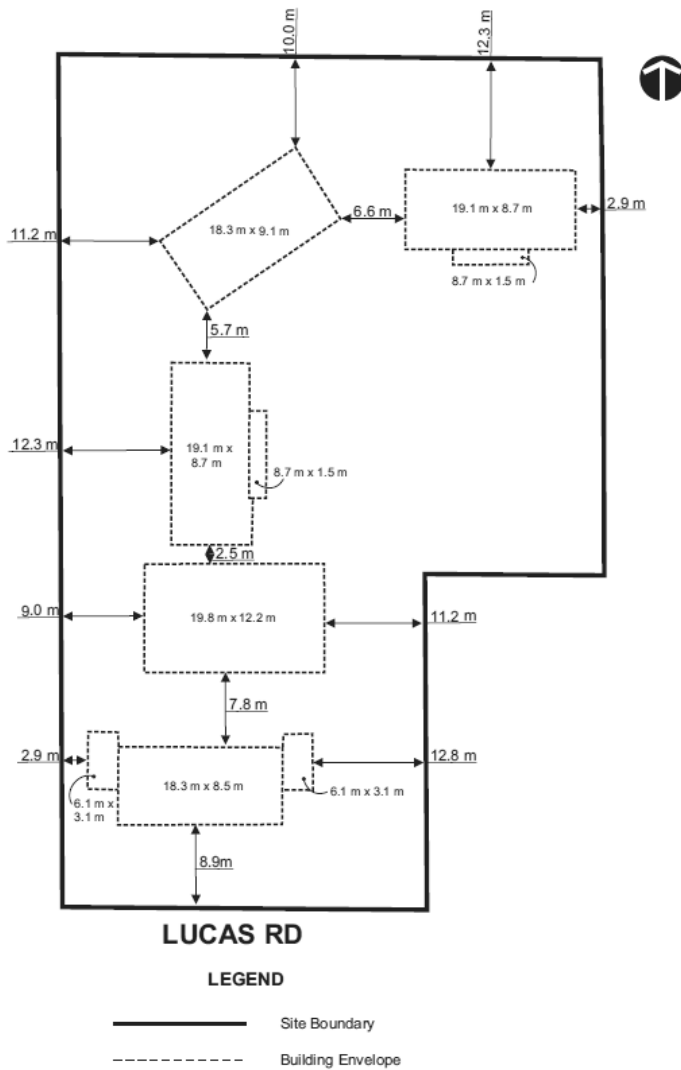 10.0 m
12.3 m
18.3 m x 9.1 m
6.6 m
19.1 m x 8.7 m
2.9 m
11.2 m
8.7 m x 1.5 m
5.7 m
12.3 m
19.1 m x
8.7 m
8.7 m x 1.5 m
2.5 m
9.0 m
19.8 m x 12.2 m
11.2 m
7.8 m
2.9 m
18.3 m x 8.5 m
12.8 m
6.1 m x
3.1 m
6.1 m x 3.1 m
8.9m
LUCAS RD
LEGEND
Site Boundary
Building Envelope